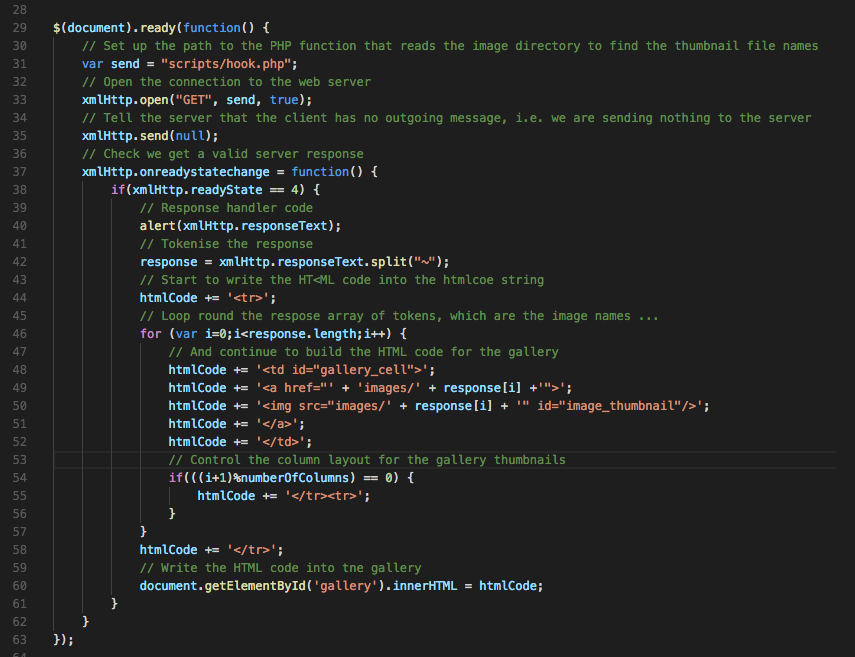 28
29 $(document).ready(function() {
30 // Set up the path to the PHP function that reads the image directory to find the thumbnail file names
31 var send = "scripts/hook.php";
32 // Open the connection to the web server
33 xmlHttp.open("GET", send, true);
34 // Tell the server that the client has no outgoing message, i.e. we are sending nothing to the server
35 xmlHttp.send(null);
36 // Check we get a valid server response
37 xmlHttp.onreadystatechange = function() {
38 if(xmlHttp.readyState == 4) {
39 // Response handler code
40 alert(xmlHttp.responseText);
41 // Tokenise the response
42 response = xmlHttp.responseText.split("~");
43 // Start to write the HT<ML code into the htmlcoe string
44 htmlCode += '<tr>';
45 // Loop round the respose array of tokens, which are the image names ...
46 for (var i=0;i<response.length;i++) {
47 // And continue to build the HTML code for the gallery
48 htmlCode += '<td id="gallery_cell">';
49 htmlCode += '<a href="' + 'images/' + response[i] +'">';
50 htmlCode += '<img src="images/' + response[i] + '" id="image_thumbnail"/>';
51 htmlCode += '</a>';
52 htmlCode += '</td>';
53 // Control the column layout for the gallery thumbnails
54 if(((i+1)%numberOfColumns) == 0) {
55 htmlCode += '</tr><tr>';
56 }
57 }
58 htmlCode += '</tr>';
59 // Write the HTML code into tne gallery
60 document.getElementById('gallery').innerHTML = htmlCode;
61 }
62 }
63 });
64